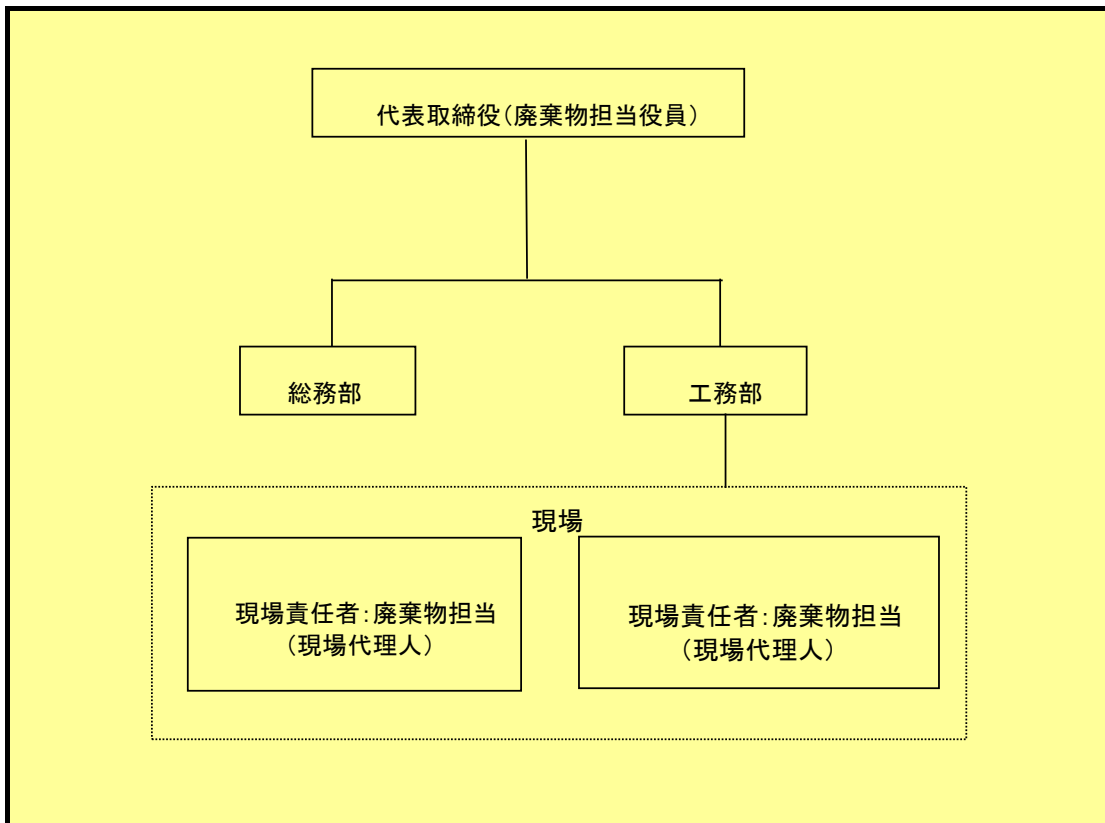 代表取締役（廃棄物担当役員）
総務部
工務部
現場
現場責任者：廃棄物担当
（現場代理人）
現場責任者：廃棄物担当
（現場代理人）